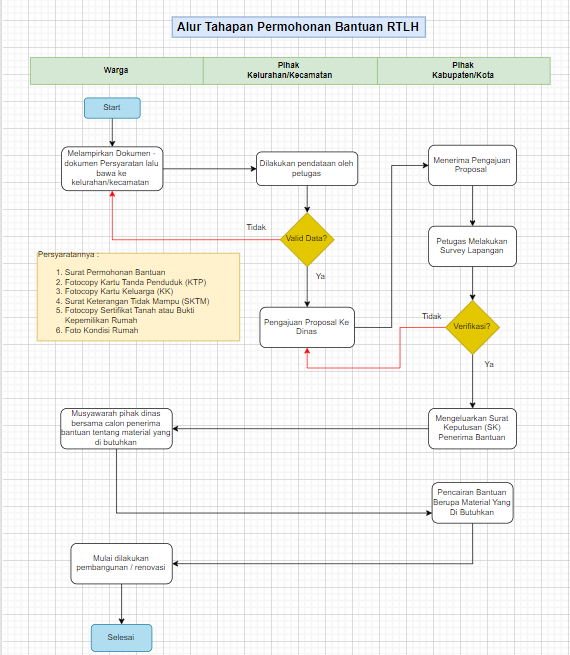 Alur Tahapan Permohonan Bantuan RTLH
Warga
Pihak
Kelurahan/Kecamatan
Pihak
Kabupaten/Kota
Start
Melampirkan Dokumen -
dokumen Persyaratan lalu
bawa ke
kelurahan/kecamatan
Dilakukan pendataan oleh
petugas
Menerima Pengajuan
Proposal
Tidak
Valid Data?
Ya
Petugas Melakukan
Survey Lapangan
Persyaratannya :
1. Surat Permohonan Bantuan
2. Fotocopy Kartu Tanda Penduduk (KTP)
3. Fotocopy Kartu Keluarga (KK)
4. Surat Keterangan Tidak Mampu (SKTM)
5. Fotocopy Sertifikat Tanah atau Bukti
Kepemilikan Rumah
6. Foto Kondisi Rumah
Pengajuan Proposal Ke
Dinas
Tidak
Verifikasi?
Ya
Musyawarah pihak dinas
bersama calon penerima
bantuan tentang material yang
di butuhkan
Mengeluarkan Surat
Keputusan (SK)
Penerima Bantuan
Pencairan Bantuan
Berupa Material Yang
Di Butuhkan
Mulai dilakukan
pembangunan / renovasi
Selesai